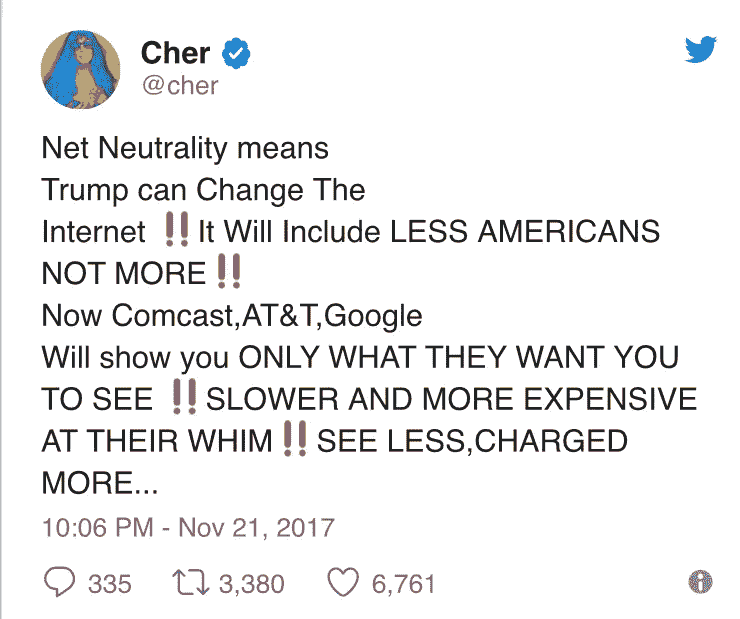 Cher
@cher
Net Neutrality means
Trump can Change The
Internet ‼️It Will Include LESS AMERICANS
NOT MORE‼️
Now Comcast,AT&T,Google
Will show you ONLY WHAT THEY WANT YOU
TO SEE ‼️SLOWER AND MORE EXPENSIVE
AT THEIR WHIM‼️SEE LESS,CHARGED
MORE...
10:06 PM - Nov 21, 2017
335 3,380 6,761